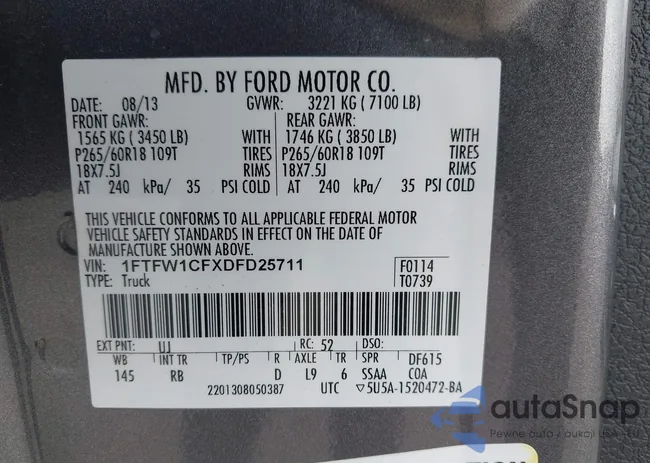 MFD. BY FORD MOTOR CO.
DATE: 08/13 GVWR: 3221 KG ( 7100 LB)
FRONT GAWR: REAR GAWR:
1565 KG ( 3450 LB) WITH 1746 KG ( 3850 LB) WITH
P265/60R18 109T TIRES P265/60R18 109T TIRES
18X7.5J RIMS 18X7.5J RIMS
AT 240 kPa/ 35 PSI COLD AT 240 kPa/ 35 PSI COLD
THIS VEHICLE CONFORMS TO ALL APPLICABLE FEDERAL MOTOR
VEHICLE SAFETY STANDARDS IN EFFECT ON THE DATE OF
MANUFACTURE SHOWN ABOVE.
VIN: 1FTFW1CFXDFD25711 F0114
TYPE: Truck T0739
EXT PNT: UJ RC: 52 DSO:
WB INT TR TP/PS R AXLE TR SPR DF615
145 RB D L9 6 SSAA COA
2201308050387 UTC ▽5U5A-1520472-BA
autaSnap
Pewne auto z aukcji USA